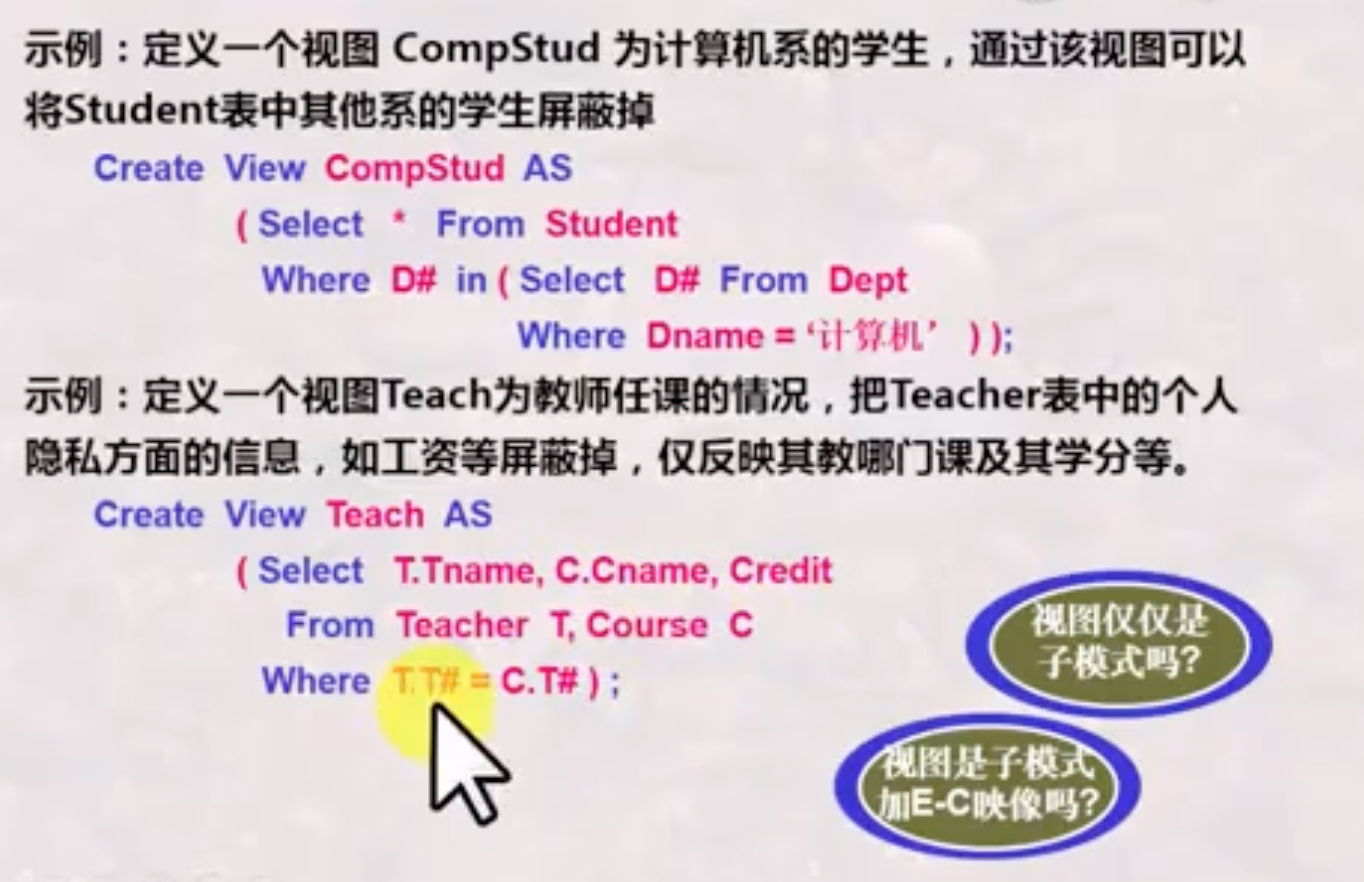 示例：定义一个视图 CompStud 为计算机系的学生，通过该视图可以
将Student表中其他系的学生屏蔽掉
Create View CompStud AS
( Select * From Student
Where D# in ( Select D# From Dept
Where Dname = ‘计算机’ ) );
示例：定义一个视图Teach为教师任课的情况，把Teacher表中的个人
隐私方面的信息，如工资等屏蔽掉，仅反映其教哪门课及其学分等。
Create View Teach AS
( Select T.Tname, C.Cname, Credit
From Teacher T, Course C
Where T.T# = C.T# ) ;
视图仅仅是
子模式吗?
视图是子模式
加E-C映像吗?